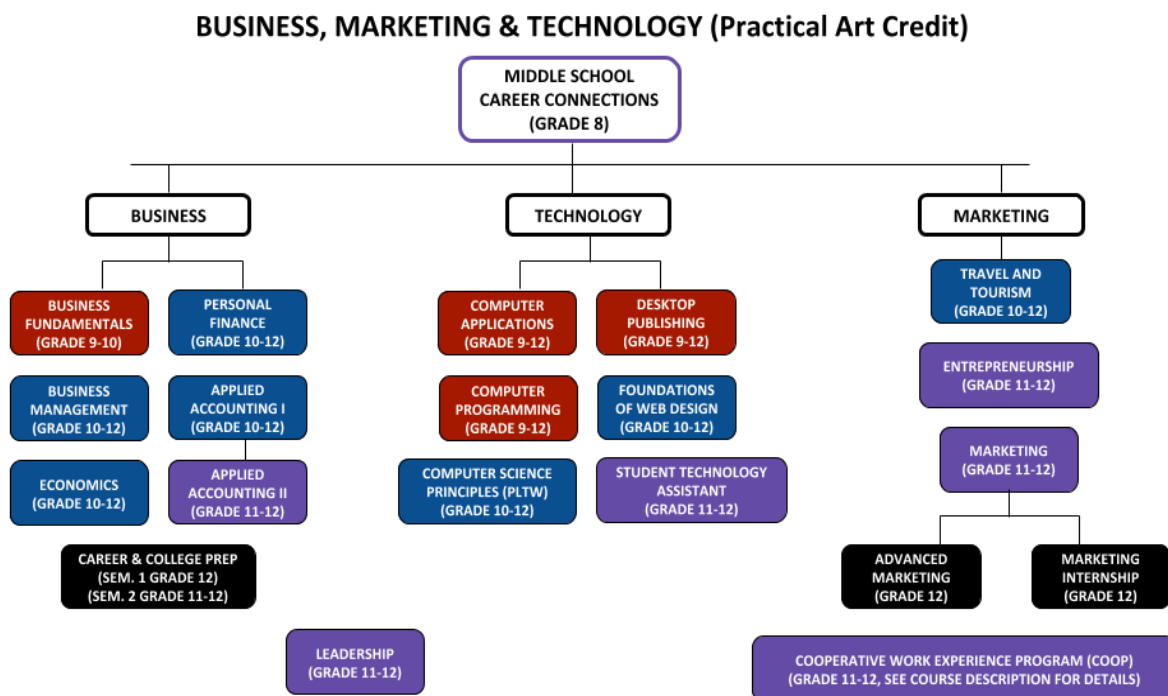 BUSINESS, MARKETING & TECHNOLOGY (Practical Art Credit)
MIDDLE SCHOOL
CAREER CONNECTIONS
(GRADE 8)
BUSINESS
TECHNOLOGY
MARKETING
BUSINESS
FUNDAMENTALS
(GRADE 9-10)
PERSONAL
FINANCE
(GRADE 10-12)
COMPUTER
APPLICATIONS
(GRADE 9-12)
DESKTOP
PUBLISHING
(GRADE 9-12)
TRAVEL AND
TOURISM
(GRADE 10-12)
BUSINESS
MANAGEMENT
(GRADE 10-12)
APPLIED
ACCOUNTING I
(GRADE 10-12)
COMPUTER
PROGRAMMING
(GRADE 9-12)
FOUNDATIONS
OF WEB DESIGN
(GRADE 10-12)
ENTREPRENEURSHIP
(GRADE 11-12)
ECONOMICS
(GRADE 10-12)
APPLIED
ACCOUNTING II
(GRADE 11-12)
COMPUTER SCIENCE
PRINCIPLES (PLTW)
(GRADE 10-12)
STUDENT TECHNOLOGY
ASSISTANT
(GRADE 11-12)
MARKETING
(GRADE 11-12)
CAREER & COLLEGE PREP
(SEM. 1 GRADE 12)
(SEM. 2 GRADE 11-12)
ADVANCED
MARKETING
(GRADE 12)
MARKETING
INTERNSHIP
(GRADE 12)
LEADERSHIP
(GRADE 11-12)
COOPERATIVE WORK EXPERIENCE PROGRAM (COOP)
(GRADE 11-12, SEE COURSE DESCRIPTION FOR DETAILS)